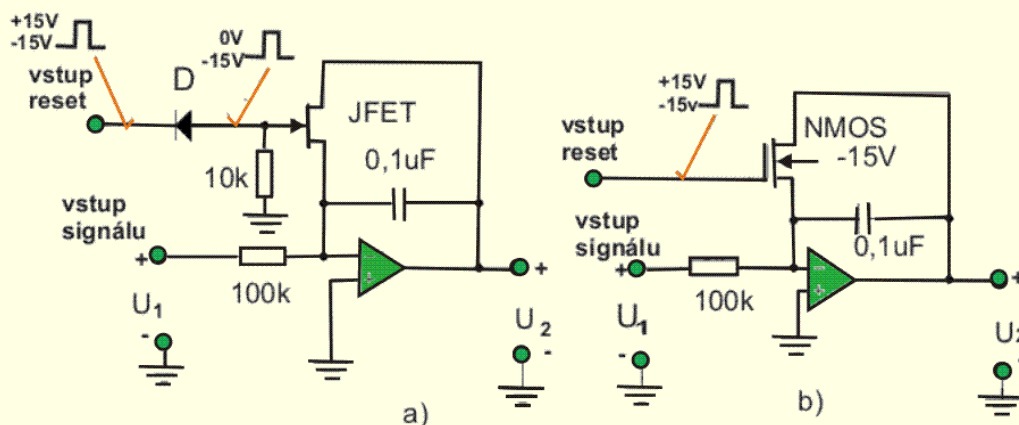 +15V
-15V
vstup
reset
D
0V
-15V
JFET
0,1uF
10k
vstup
signálu
+
100k
-
+
+
U1
-
U2
-
a)
+15V
-15v
vstup
reset
NMOS
-15V
0,1uF
vstup
signálu
+
100k
-
+
+
U1
-
U2
-
b)